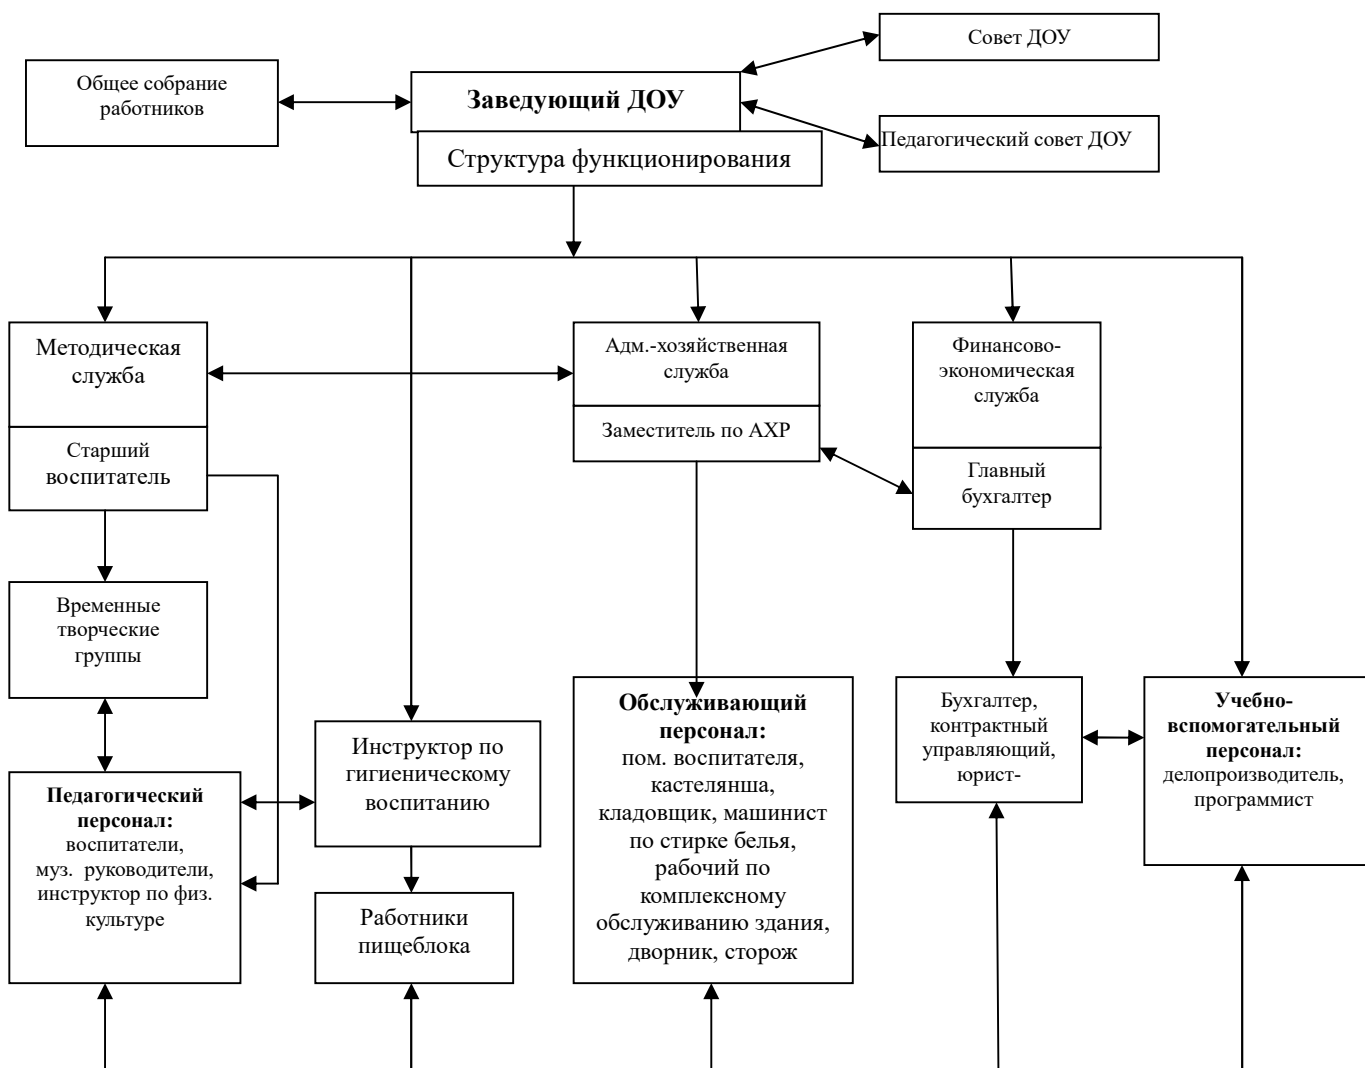 Совет ДОУ
Общее собрание
работников
Заведующий ДОУ
Педагогический совет ДОУ
Структура функционирования
Методическая
служба
Старший
воспитатель
Адм.-хозяйственная
служба
Заместитель по АХР
Финансово-
экономическая
служба
Главный
бухгалтер
Временные
творческие
группы
Педагогический
персонал:
воспитатели,
муз.  руководители,
инструктор по физ.
культуре
Инструктор по
гигиеническому
воспитанию
Работники
пищеблока
Обслуживающий
персонал:
пом. воспитателя,
кастелянша,
кладовщик, машинист
по стирке белья,
рабочий по
комплексному
обслуживанию здания,
дворник, сторож
Бухгалтер,
контрактный
управляющий,
юрист-
Учебно-
вспомогательный
персонал:
делопроизводитель,
программист